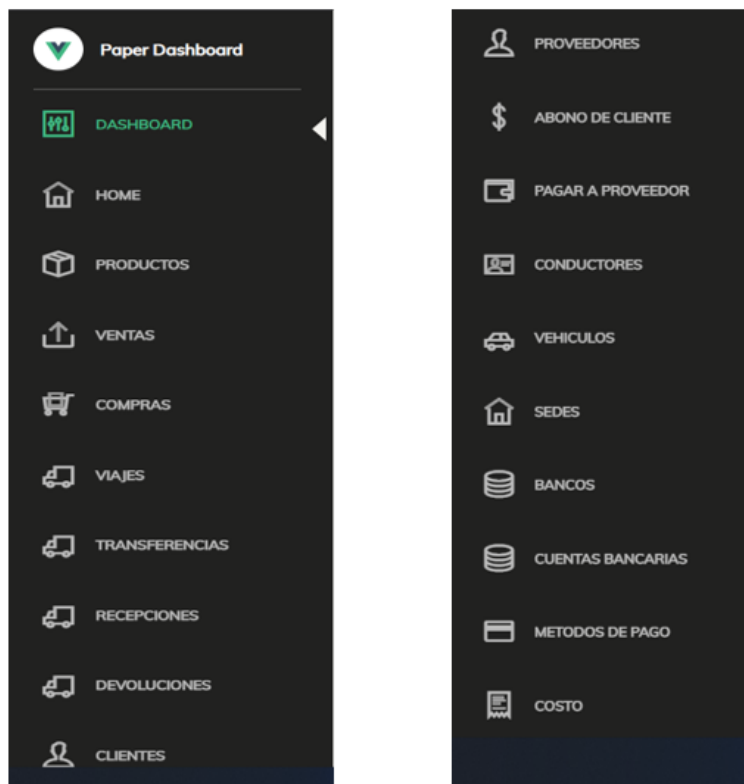 Paper Dashboard
DASHBOARD
HOME
PRODUCTOS
VENTAS
COMPRAS
VIAJES
TRANSFERENCIAS
RECEPCIONES
DEVOLUCIONES
CLIENTES
PROVEEDORES
ABONO DE CLIENTE
PAGAR A PROVEEDOR
CONDUCTORES
VEHICULOS
SEDES
BANCOS
CUENTAS BANCARIAS
METODOS DE PAGO
COSTO